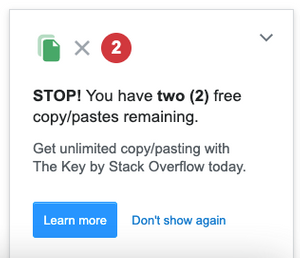 2
STOP! You have two (2) free
copy/pastes remaining.
Get unlimited copy/pasting with
The Key by Stack Overflow today.
Learn more Don't show again